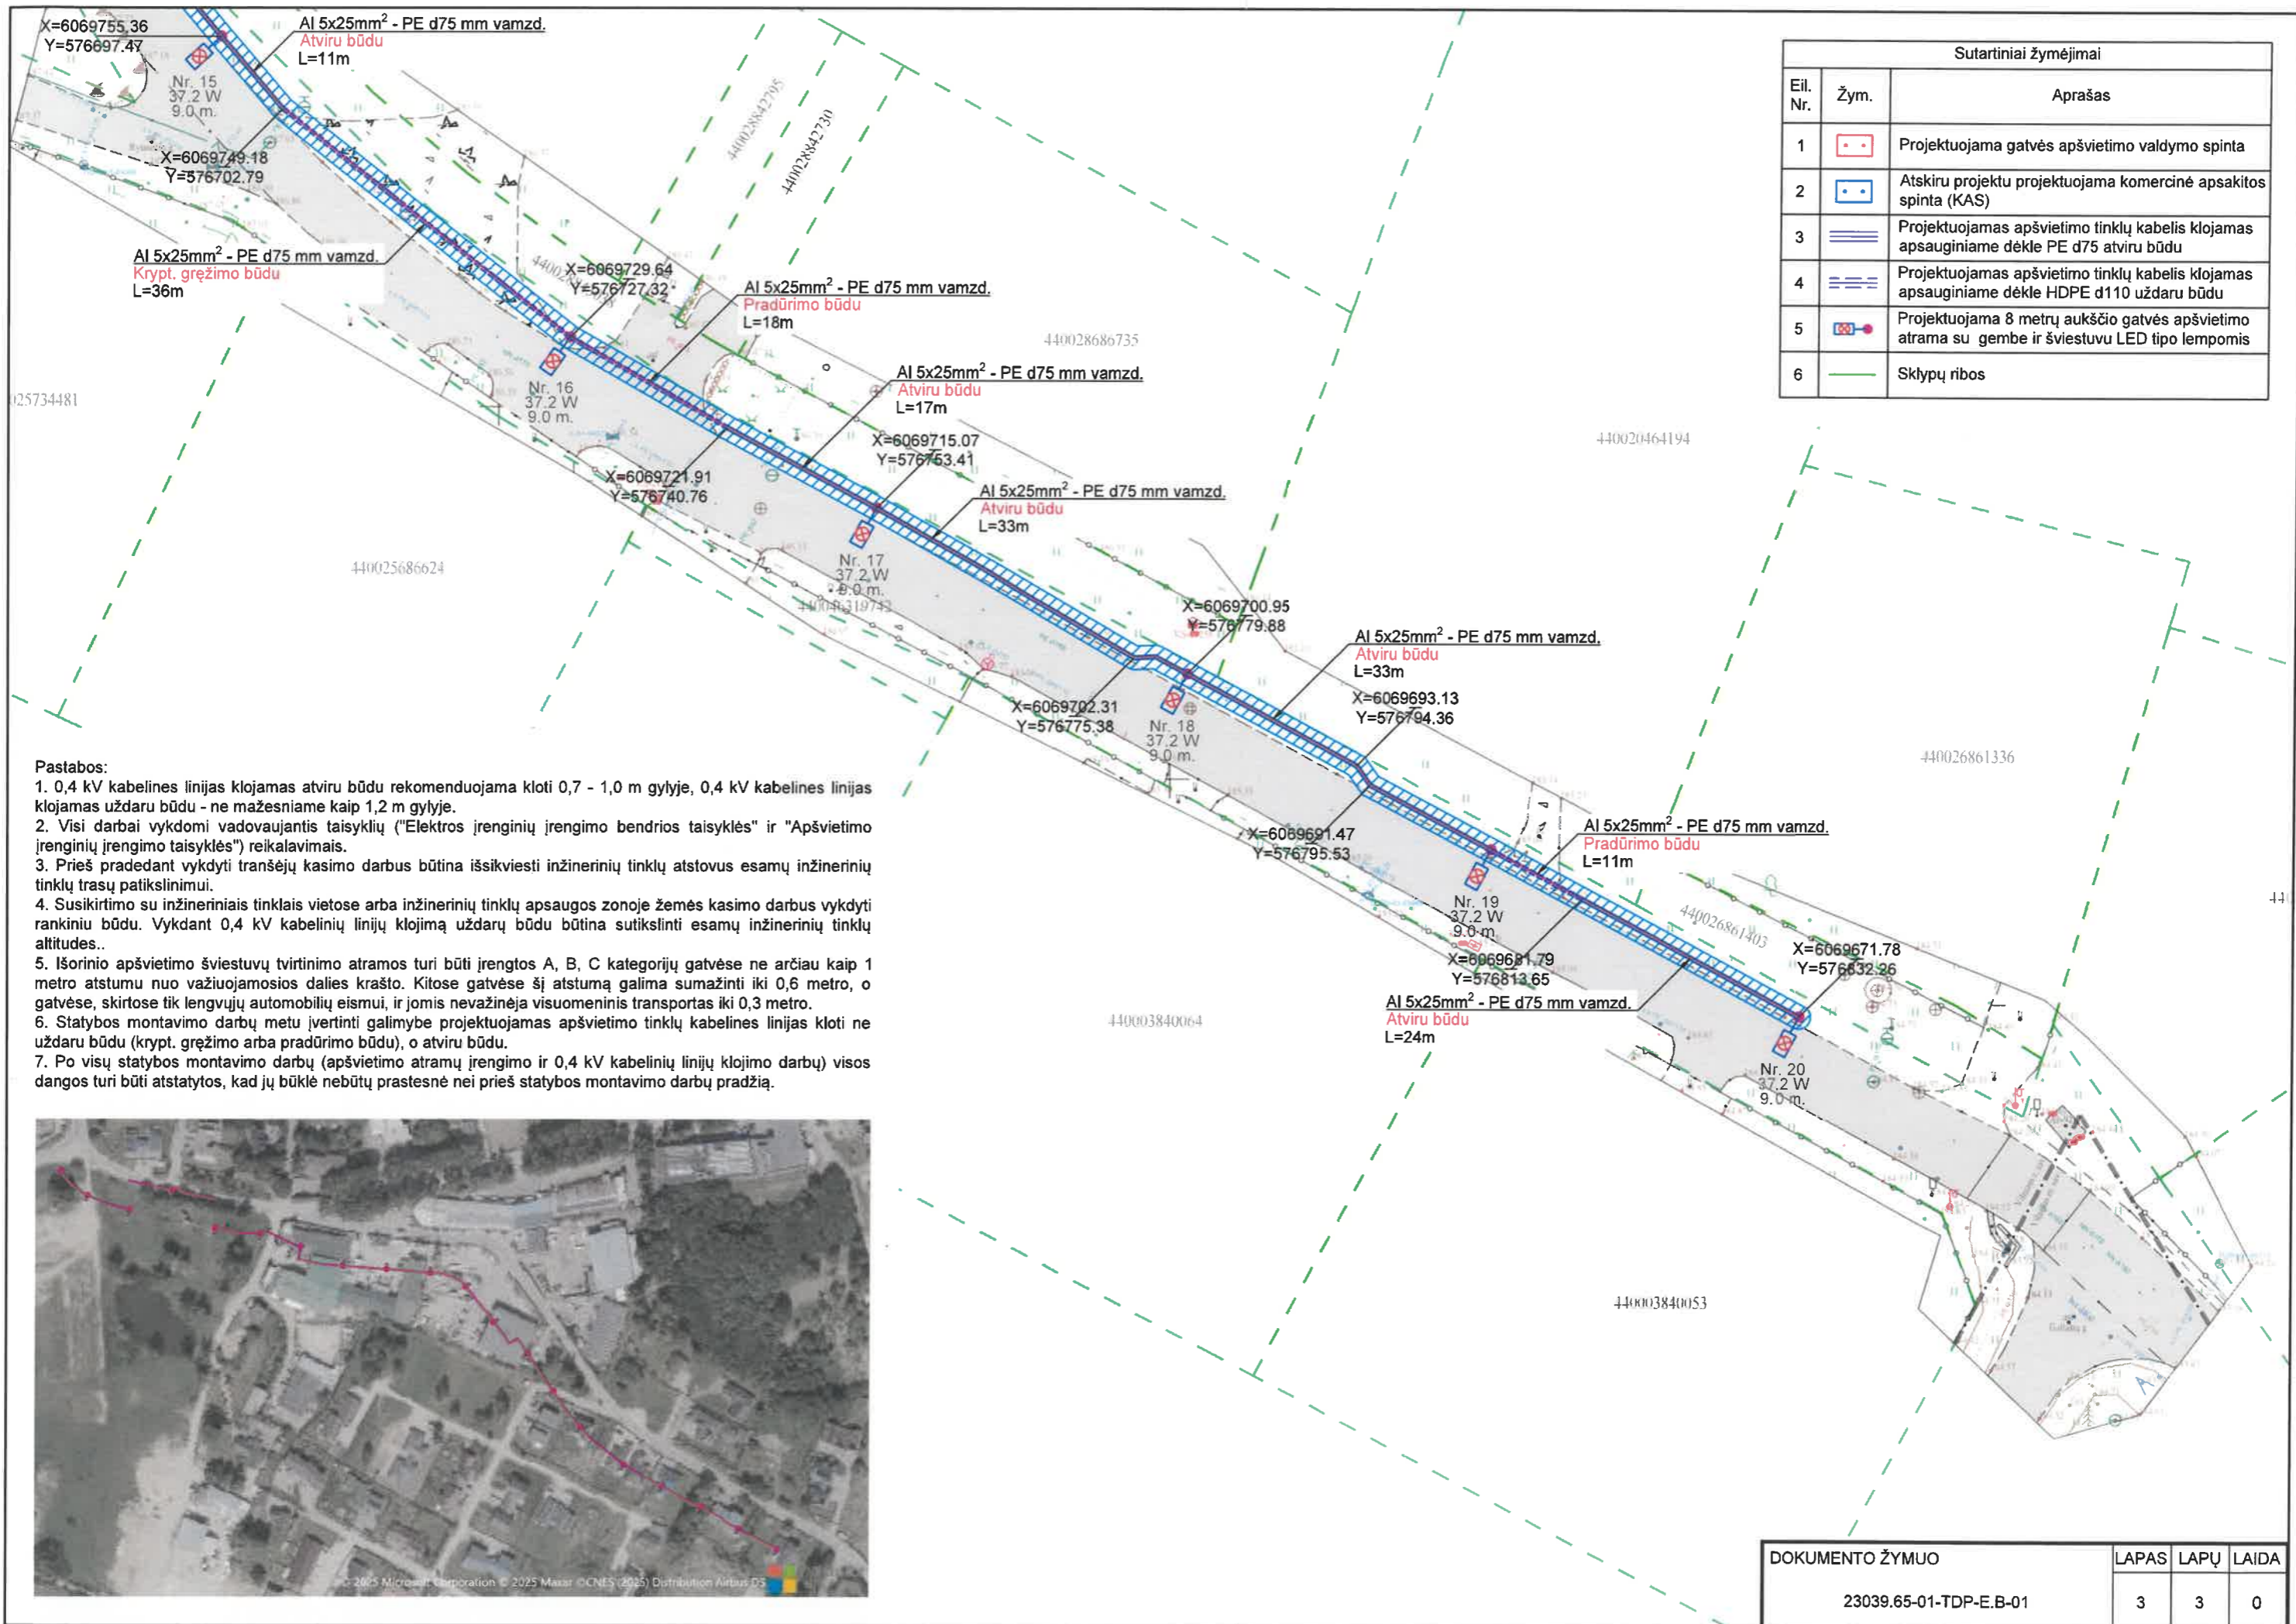 X=6069755.36
Y=576697.47
Al 5x25mm² - PE d75 mm vamzd.
Atviru būdu
L=11m
Nr. 15
37.2 W
9.0 m.
X=6069749.18
Y=576702.79
Al 5x25mm² - PE d75 mm vamzd.
Krypt. gręžimo būdu
L=36m
440028842795
440028842730
X=6069729.64
Y=576727.32
Al 5x25mm² - PE d75 mm vamzd.
Pradūrimo būdu
L=18m
440028686735
Nr. 16
37.2 W
9.0 m.
Al 5x25mm² - PE d75 mm vamzd.
Atviru būdu
L=17m
025734481
X=6069715.07
Y=576753.41
X=6069721.91
Y=576740.76
Al 5x25mm² - PE d75 mm vamzd.
Atviru būdu
L=33m
440020464194
440025686624
Nr. 17
37.2 W
9.0 m.
440046319742
X=6069700.95
Y=576779.88
Al 5x25mm² - PE d75 mm vamzd.
Atviru būdu
L=33m
X=6069702.31
Y=576775.38
Nr. 18
37.2 W
9.0 m.
X=6069693.13
Y=576794.36
440026861336
X=6069691.47
Y=576795.53
Al 5x25mm² - PE d75 mm vamzd.
Pradūrimo būdu
L=11m
Nr. 19
37.2 W
9.0 m
440026861403
X=6069681.79
Y=576813.65
X=6069671.78
Y=576832.26
Al 5x25mm² - PE d75 mm vamzd.
Atviru būdu
L=24m
440003840064
Nr. 20
37.2 W
9.0 m.
440003840053
Sutartiniai žymėjimai
Eil. Nr. Žym. Aprašas
1 Projektuojama gatvės apšvietimo valdymo spinta
2 Atskiru projektu projektuojama komercinė apsakitos
spinta (KAS)
3 Projektuojamas apšvietimo tinklų kabelis klojamas
apsauginiame dėkle PE d75 atviru būdu
4 Projektuojamas apšvietimo tinklų kabelis klojamas
apsauginiame dėkle HDPE d110 uždaru būdu
5 Projektuojama 8 metrų aukščio gatvės apšvietimo
atrama su gembe ir šviestuvu LED tipo lempomis
6 Sklypų ribos
Pastabos:
1. 0,4 kV kabelines linijas klojamas atviru būdu rekomenduojama kloti 0,7 - 1,0 m gylyje, 0,4 kV kabelines linijas
klojamas uždaru būdu - ne mažesniame kaip 1,2 m gylyje.
2. Visi darbai vykdomi vadovaujantis taisyklių ("Elektros įrenginių įrengimo bendrios taisyklės" ir "Apšvietimo
įrenginių įrengimo taisyklės") reikalavimais.
3. Prieš pradedant vykdyti tranšėjų kasimo darbus būtina išsikviesti inžinerinių tinklų atstovus esamų inžinerinių
tinklų trasų patikslinimui.
4. Susikirtimo su inžineriniais tinklais vietose arba inžinerinių tinklų apsaugos zonoje žemės kasimo darbus vykdyti
rankiniu būdu. Vykdant 0,4 kV kabelinių linijų klojimą uždarų būdu būtina sutikslinti esamų inžinerinių tinklų
altitudes..
5. Išorinio apšvietimo šviestuvų tvirtinimo atramos turi būti įrengtos A, B, C kategorijų gatvėse ne arčiau kaip 1
metro atstumu nuo važiuojamosios dalies krašto. Kitose gatvėse šį atstumą galima sumažinti iki 0,6 metro, o
gatvėse, skirtose tik lengvųjų automobilių eismui, ir jomis nevažinėja visuomeninis transportas iki 0,3 metro.
6. Statybos montavimo darbų metu įvertinti galimybe projektuojamas apšvietimo tinklų kabelines linijas kloti ne
uždaru būdu (krypt. gręžimo arba pradūrimo būdu), o atviru būdu.
7. Po visų statybos montavimo darbų (apšvietimo atramų įrengimo ir 0,4 kV kabelinių linijų klojimo darbų) visos
dangos turi būti atstatytos, kad jų būklė nebūtų prastesnė nei prieš statybos montavimo darbų pradžią.
© 2025 Microsoft Corporation © 2025 Maxar ©CNES (2025) Distribution Airbus DS
DOKUMENTO ŽYMUO LAPAS LAPŲ LAIDA
23039.65-01-TDP-E.B-01 3 3 0